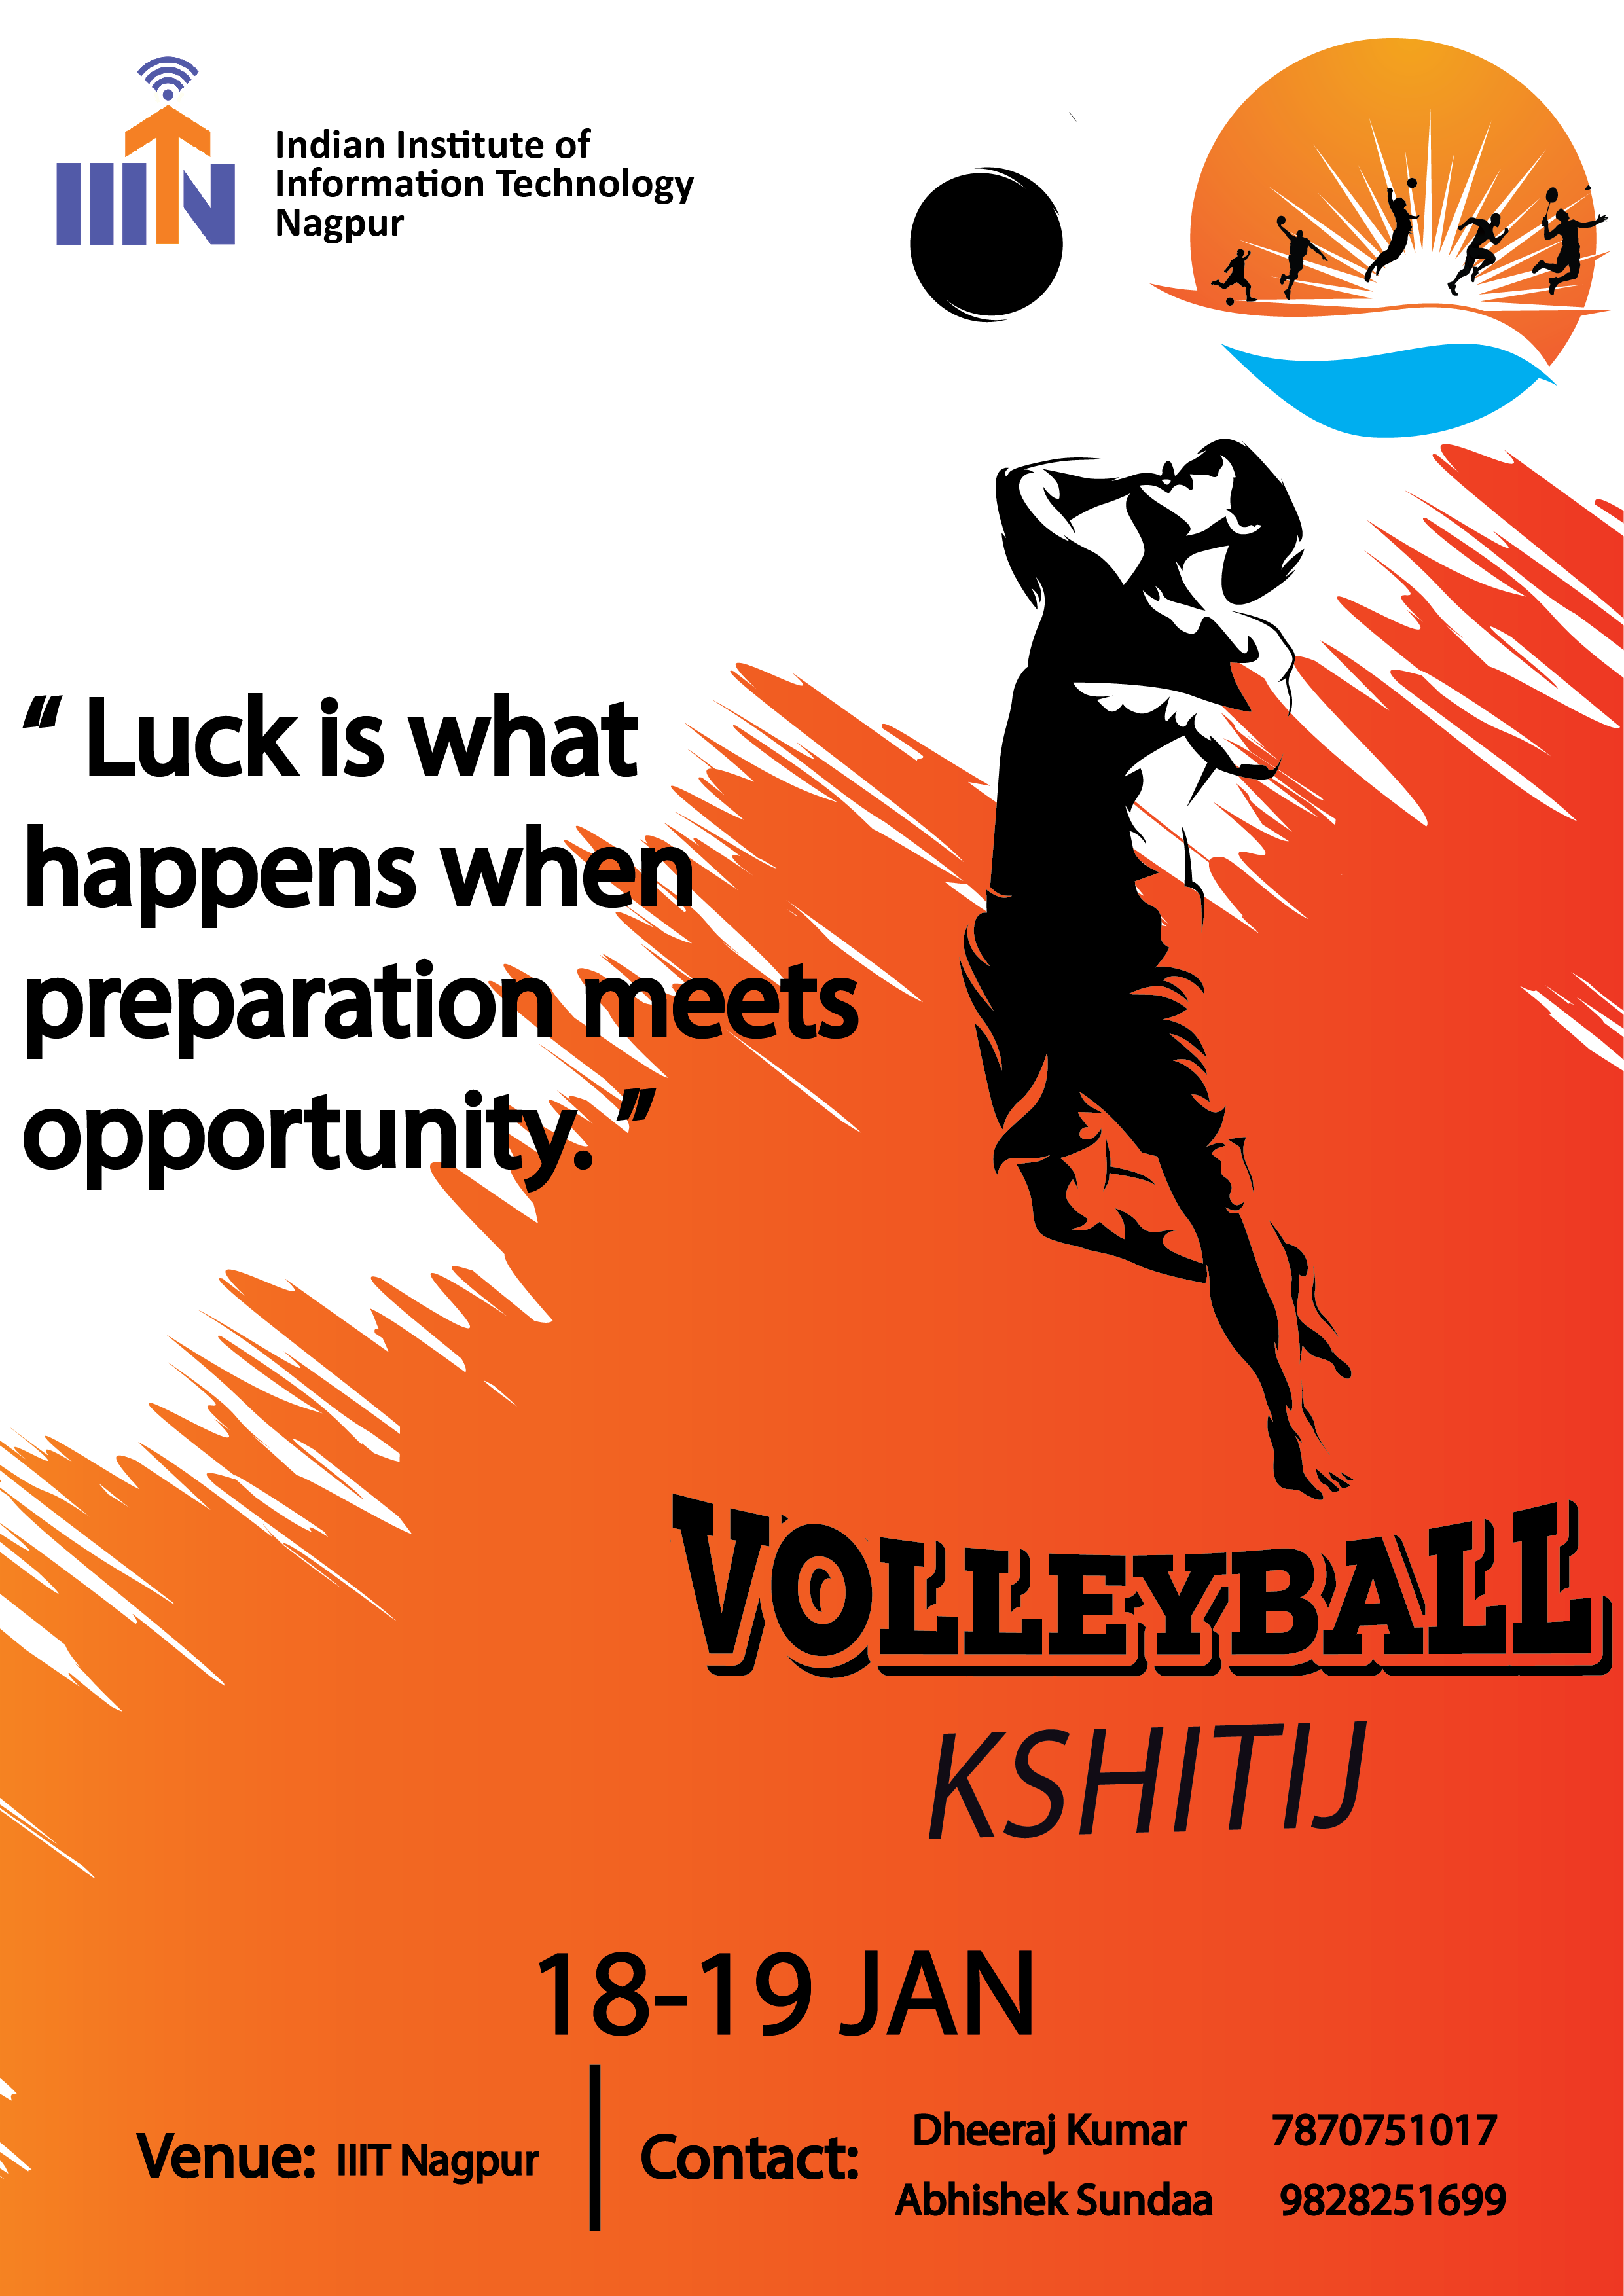 IIITN
Indian Institute of
Information Technology
Nagpur
“ Luck is what
happens when
preparation meets
opportunity. ”
VOLLEYBALL
KSHITIJ
18-19 JAN
Venue: IIIT Nagpur
Contact:
Dheeraj Kumar 7870751017
Abhishek Sundaa 9828251699